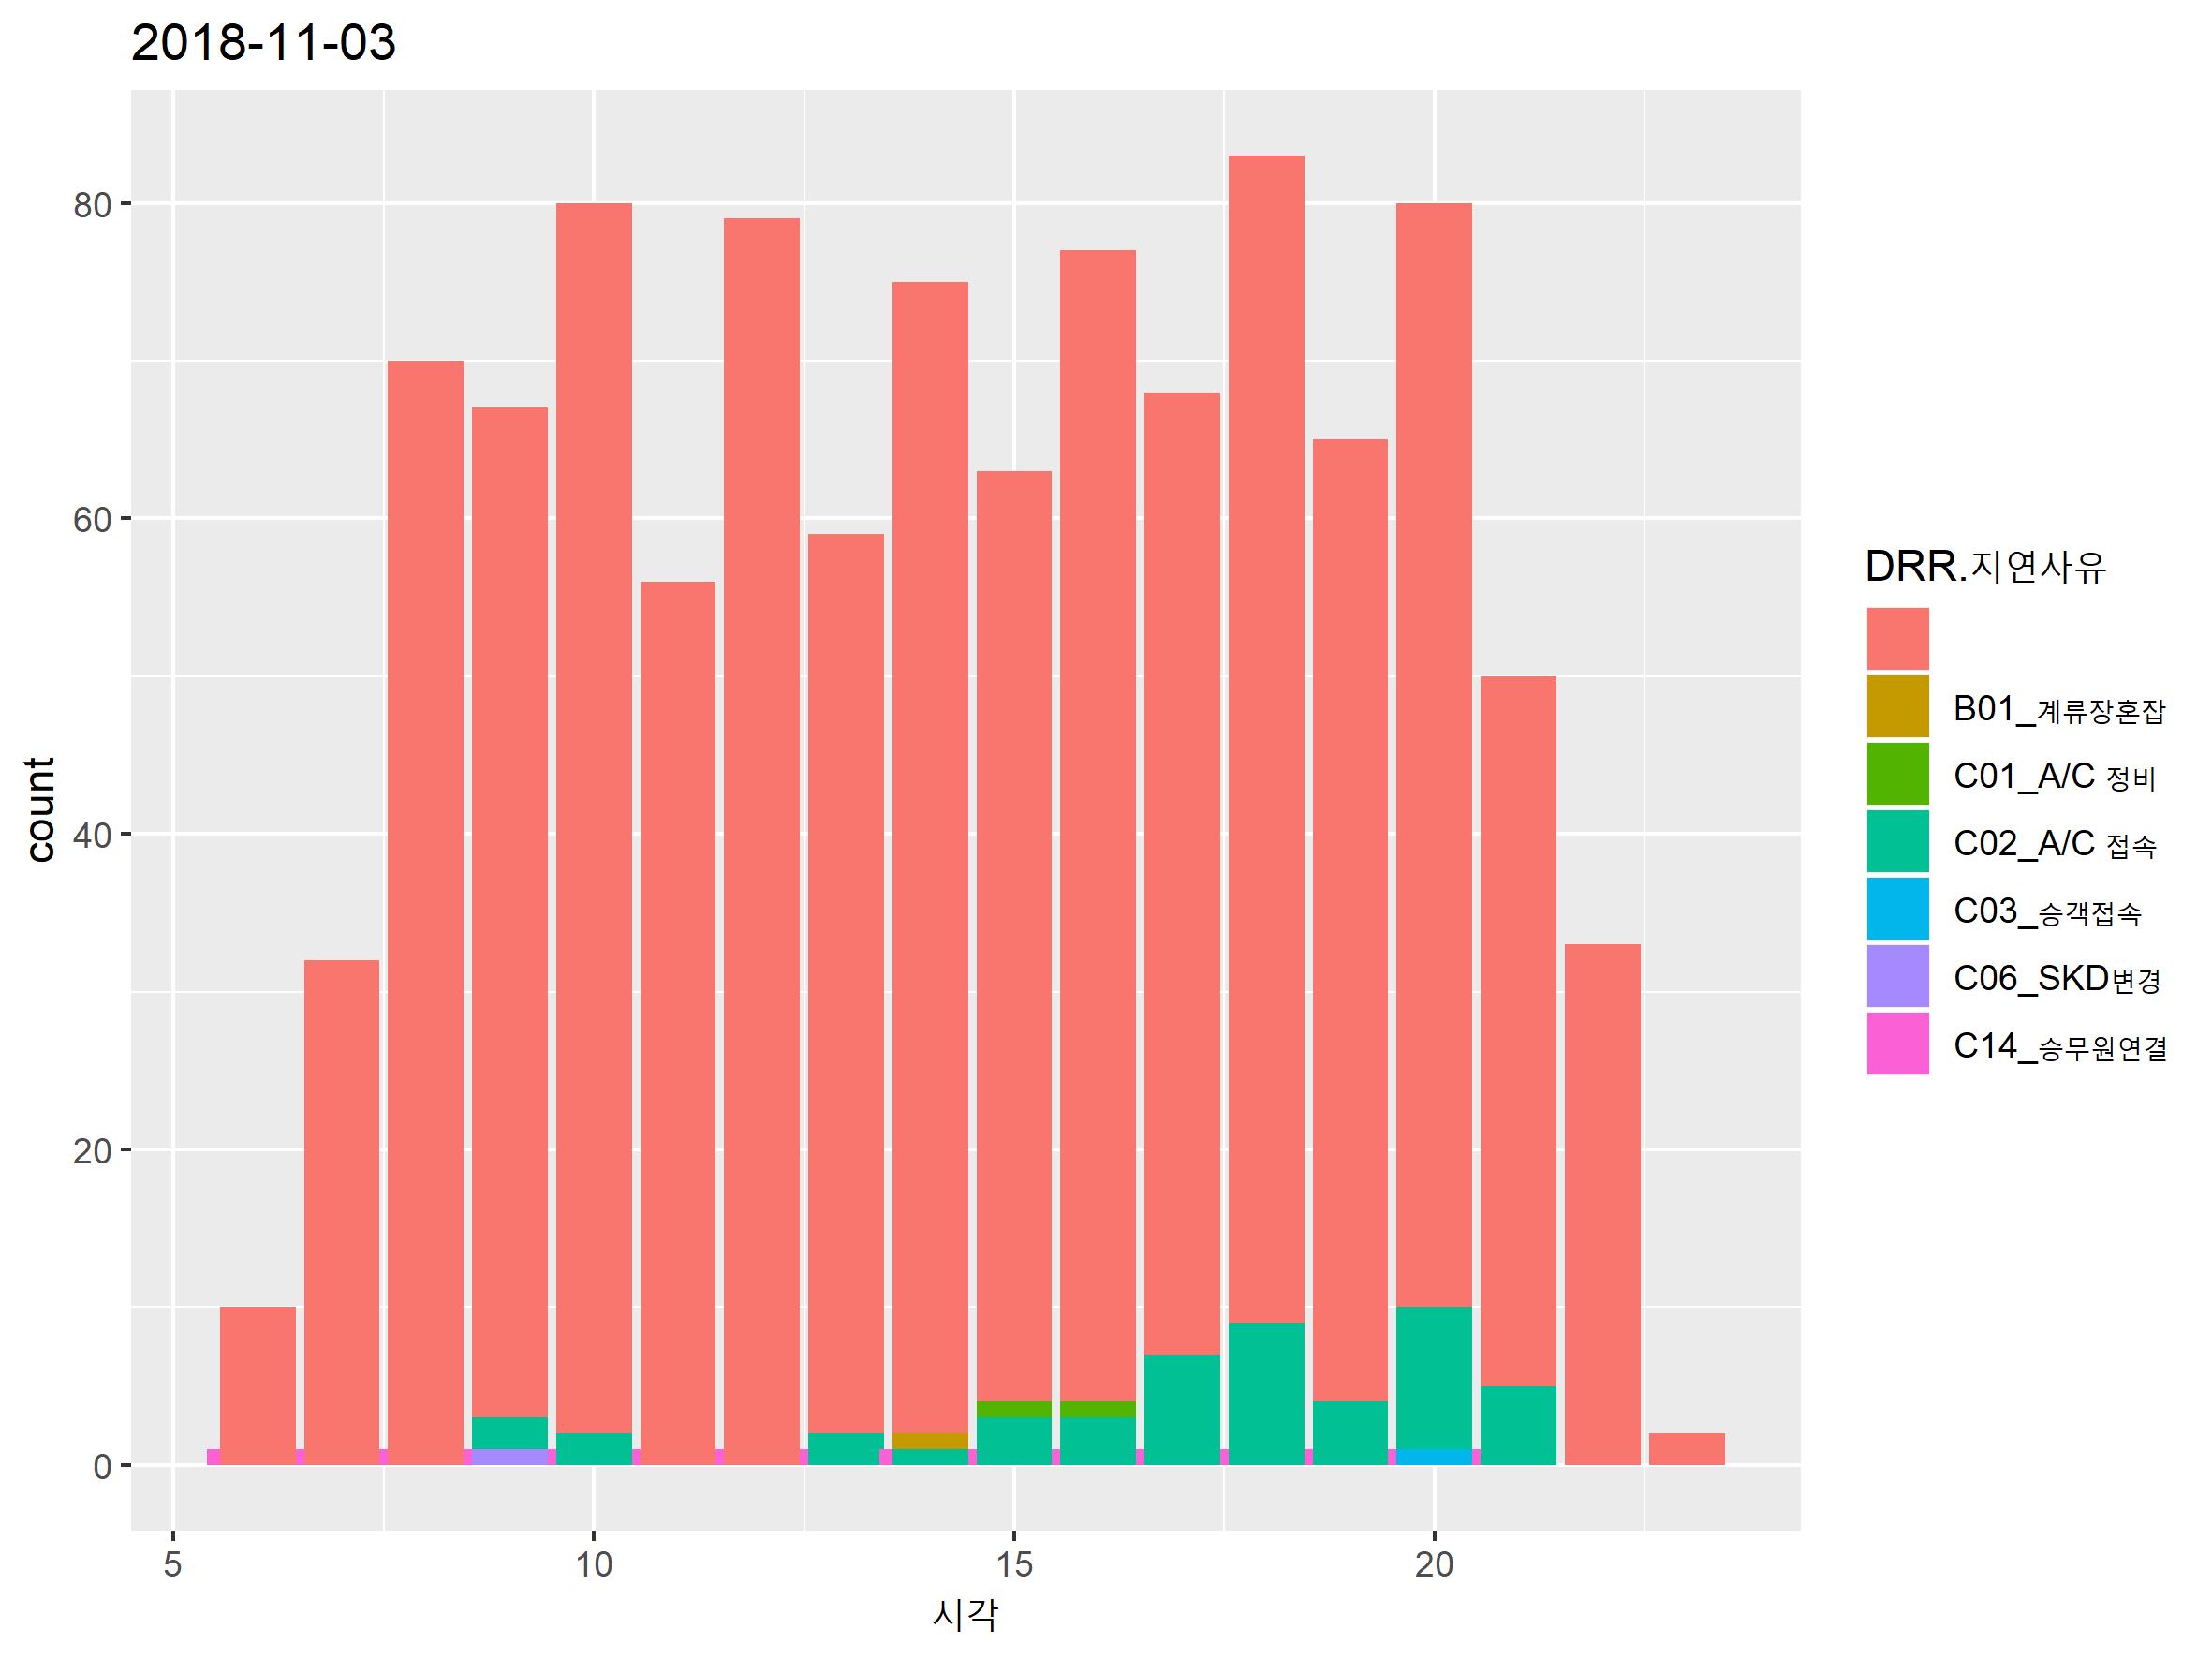 2018-11-03
80
60
40
20
0
count
5 10 15 20
시각
DRR.지연사유
B01_계류장혼잡
C01_A/C 정비
C02_A/C 접속
C03_승객접속
C06_SKD변경
C14_승무원연결